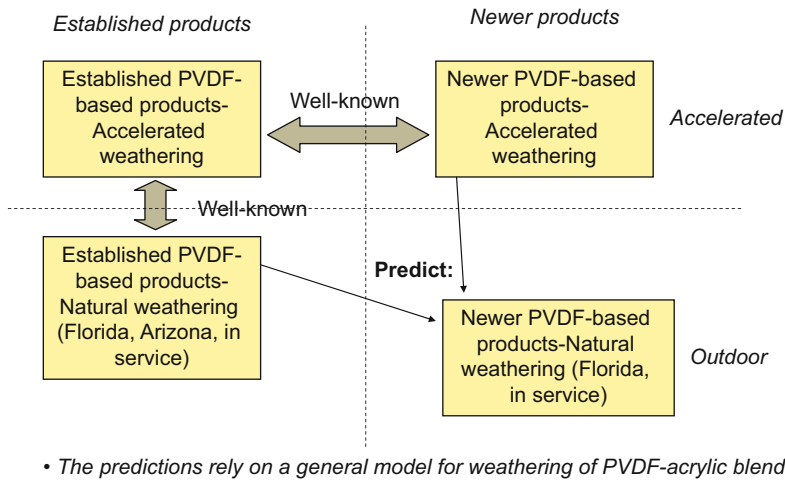 Established products
Newer products
Established PVDF-
based products-
Accelerated
weathering
Well-known
Newer PVDF-based
products-
Accelerated
weathering
Accelerated
Well-known
Established PVDF-
based products-
Natural weathering
(Florida, Arizona, in
service)
Predict:
Newer PVDF-based
products-Natural
weathering (Florida,
in service)
Outdoor
• The predictions rely on a general model for weathering of PVDF-acrylic blend